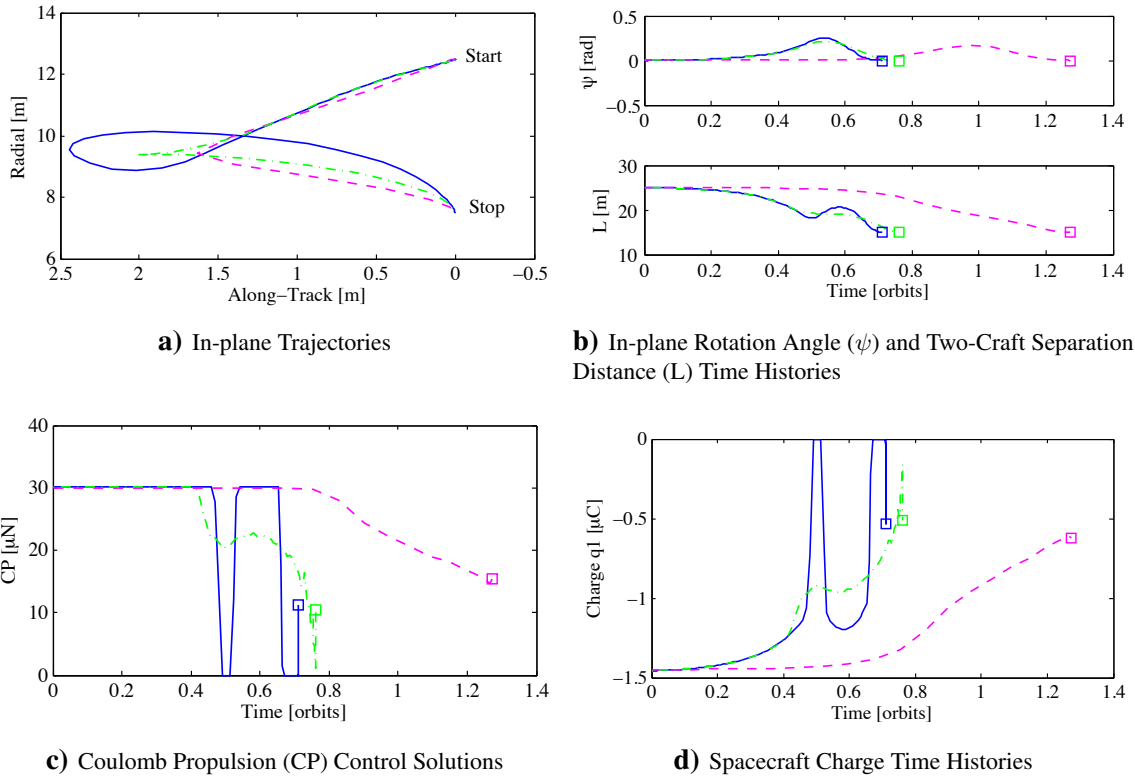 14
12
10
8
6
Radial [m]
Start
Stop
2.5 2 1.5 1 0.5 0 −0.5
Along−Track [m]
a) In-plane Trajectories
0.5
0
−0.5
ψ [rad]
0 0.2 0.4 0.6 0.8 1 1.2 1.4
30
20
10
L [m]
0 0.2 0.4 0.6 0.8 1 1.2 1.4
Time [orbits]
b) In-plane Rotation Angle (ψ) and Two-Craft Separation
Distance (L) Time Histories
40
30
20
10
0
CP [µN]
0 0.2 0.4 0.6 0.8 1 1.2 1.4
Time [orbits]
c) Coulomb Propulsion (CP) Control Solutions
0
−0.5
−1
−1.5
Charge q1 [µC]
0 0.2 0.4 0.6 0.8 1 1.2 1.4
Time [orbits]
d) Spacecraft Charge Time Histories